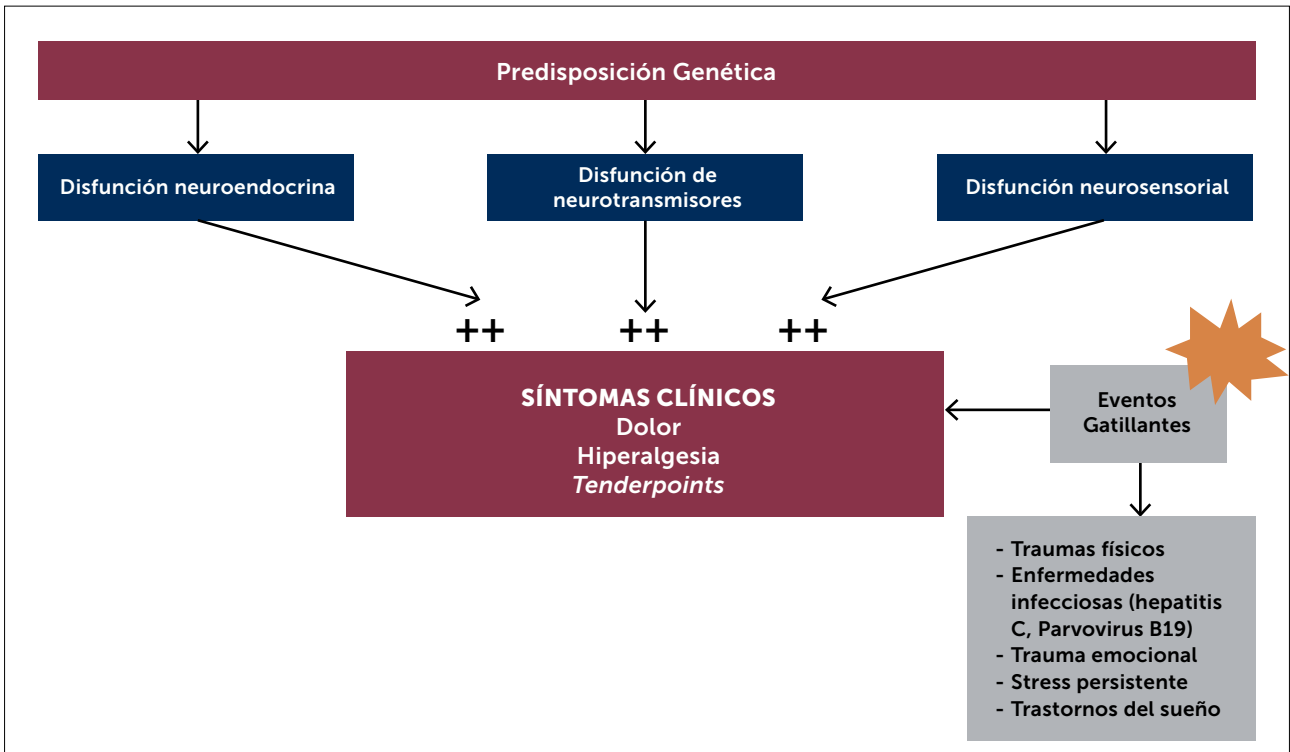 Predisposición Genética
Disfunción neuroendocrina
Disfunción de
neurotransmisores
Disfunción neurosensorial
++
++
++
SÍNTOMAS CLÍNICOS
Dolor
Hiperalgesia
Tenderpoints
Eventos
Gatillantes
- Traumas físicos
- Enfermedades
infecciosas (hepatitis
C, Parvovirus B19)
- Trauma emocional
- Stress persistente
- Trastornos del sueño